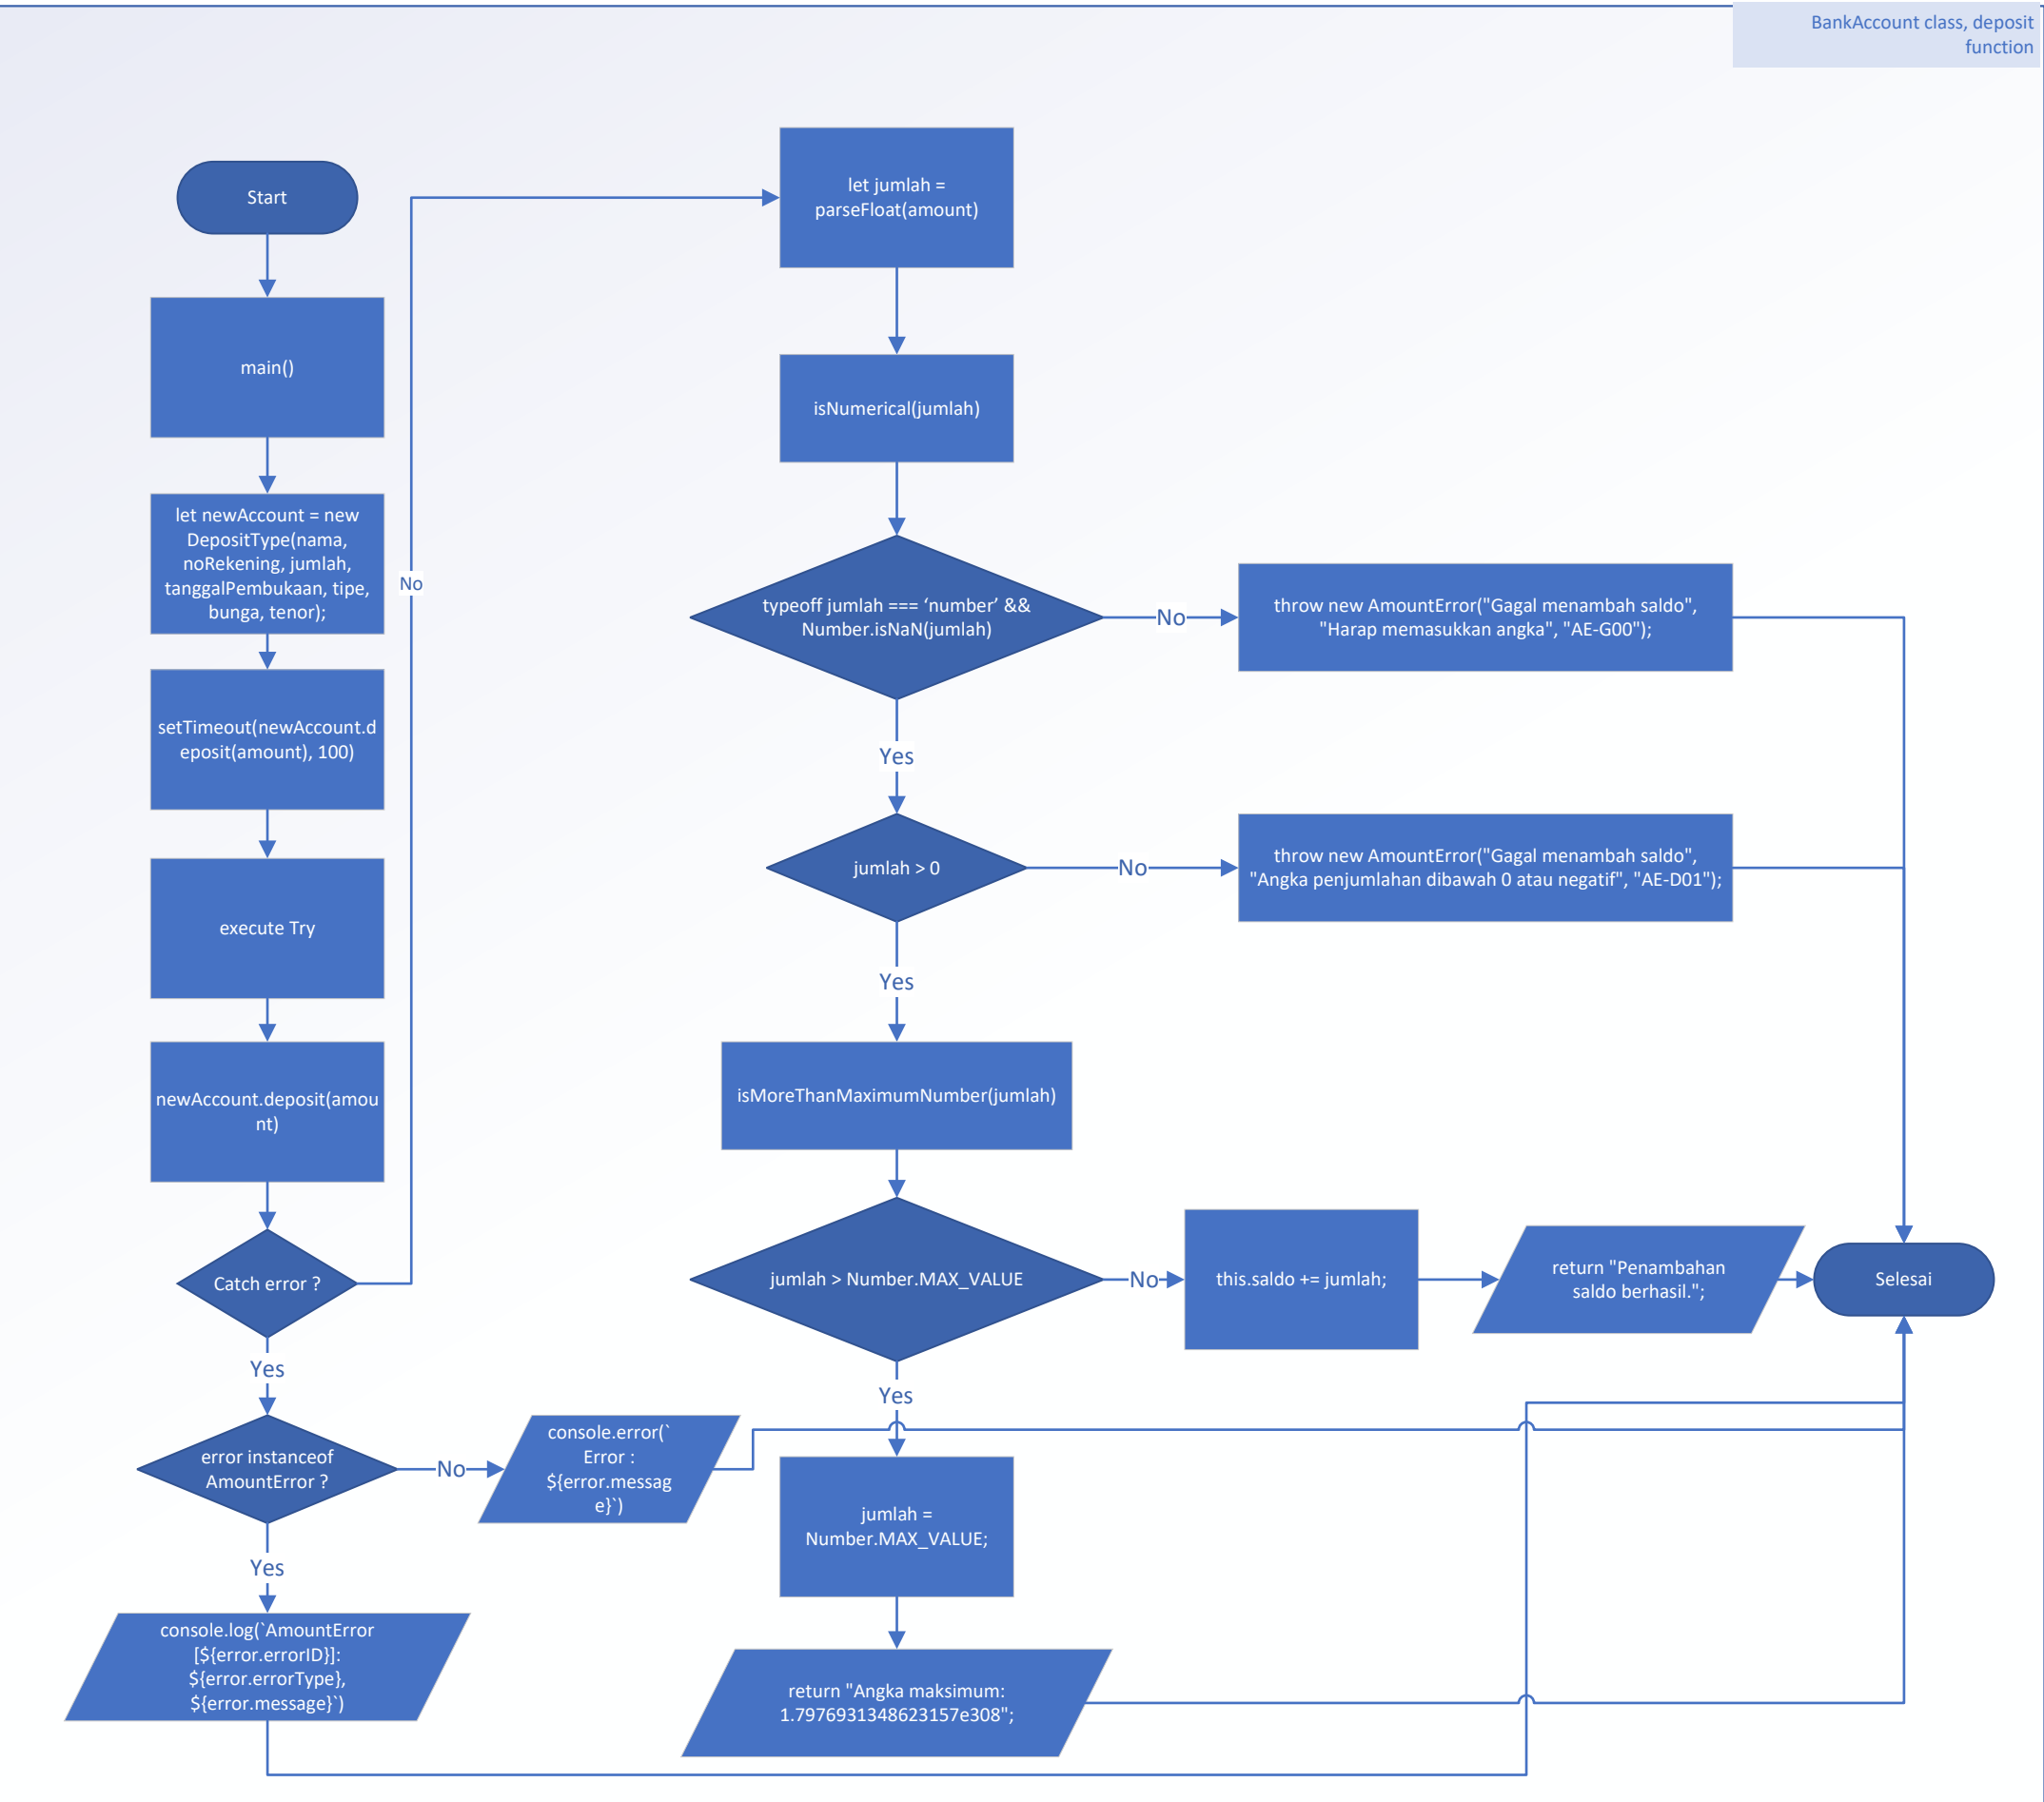 BankAccount class, deposit
function
Start
main()
let newAccount = new
DepositType(nama,
noRekening, jumlah,
tanggalPembukaan, tipe,
bunga, tenor);
setTimeout(newAccount.d
eposit(amount), 100)
execute Try
newAccount.deposit(amou
nt)
Catch error ?
No
Yes
error instanceof
AmountError ?
No
console.error(`
Error :
${error.messag
e}`)
Yes
console.log(`AmountError
[${error.errorID}]:
${error.errorType},
${error.message}`)
let jumlah =
parseFloat(amount)
isNumerical(jumlah)
typeoff jumlah === ‘number’ &&
Number.isNaN(jumlah)
No
throw new AmountError("Gagal menambah saldo",
"Harap memasukkan angka", "AE-G00");
Yes
jumlah > 0
No
throw new AmountError("Gagal menambah saldo",
"Angka penjumlahan dibawah 0 atau negatif", "AE-D01");
Yes
isMoreThanMaximumNumber(jumlah)
jumlah > Number.MAX_VALUE
No
this.saldo += jumlah;
return "Penambahan
saldo berhasil.";
Selesai
Yes
jumlah =
Number.MAX_VALUE;
return "Angka maksimum:
1.7976931348623157e308";